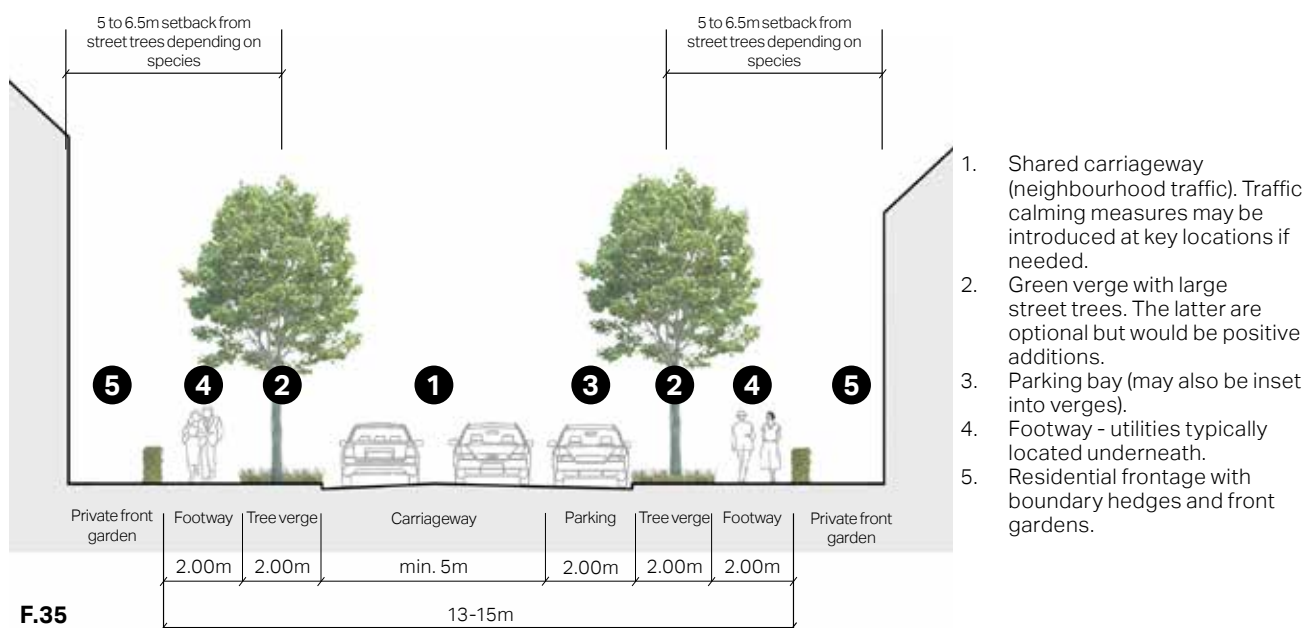 5 to 6.5m setback from
street trees depending on
species
5 to 6.5m setback from
street trees depending on
species
5
4
2
1
3
2
4
5
Private front
garden
Footway
Tree verge
Carriageway
Parking
Tree verge
Footway
Private front
garden
2.00m
2.00m
min. 5m
2.00m
2.00m
2.00m
13-15m
F.35
1. Shared carriageway
(neighbourhood traffic). Traffic
calming measures may be
introduced at key locations if
needed.
2. Green verge with large
street trees. The latter are
optional but would be positive
additions.
3. Parking bay (may also be inset
into verges).
4. Footway - utilities typically
located underneath.
5. Residential frontage with
boundary hedges and front
gardens.